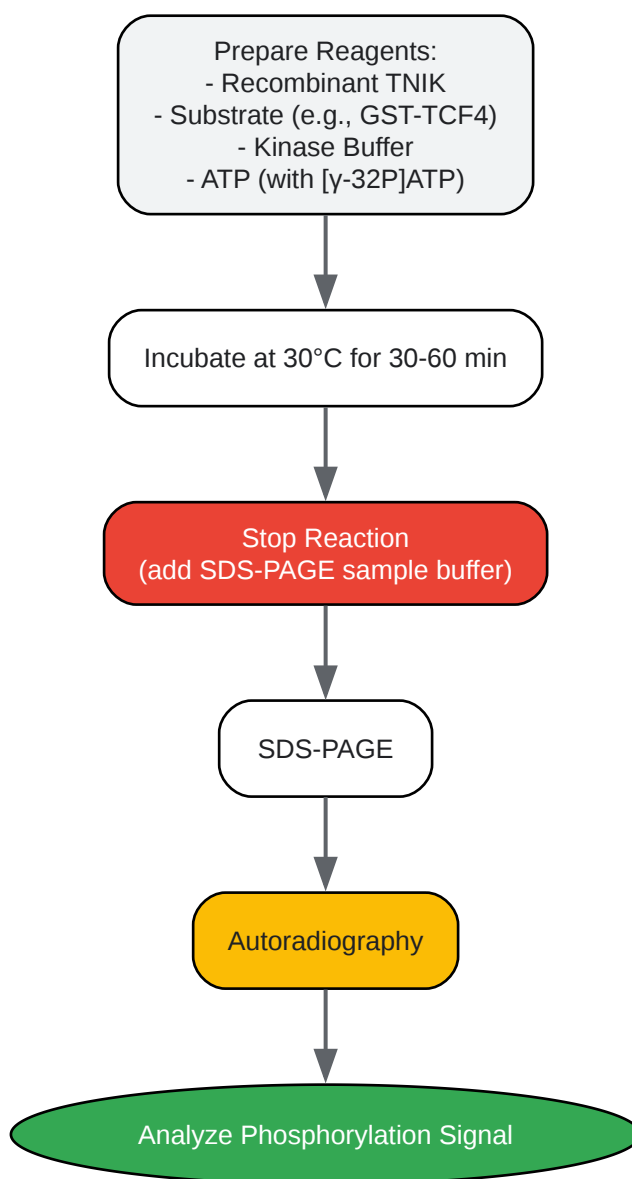 Prepare Reagents:
- Recombinant TNIK
- Substrate (e.g., GST-TCF4)
- Kinase Buffer
- ATP (with [γ-32P]ATP)
Incubate at 30°C for 30-60 min
Stop Reaction
(add SDS-PAGE sample buffer)
SDS-PAGE
Autoradiography
Analyze Phosphorylation Signal